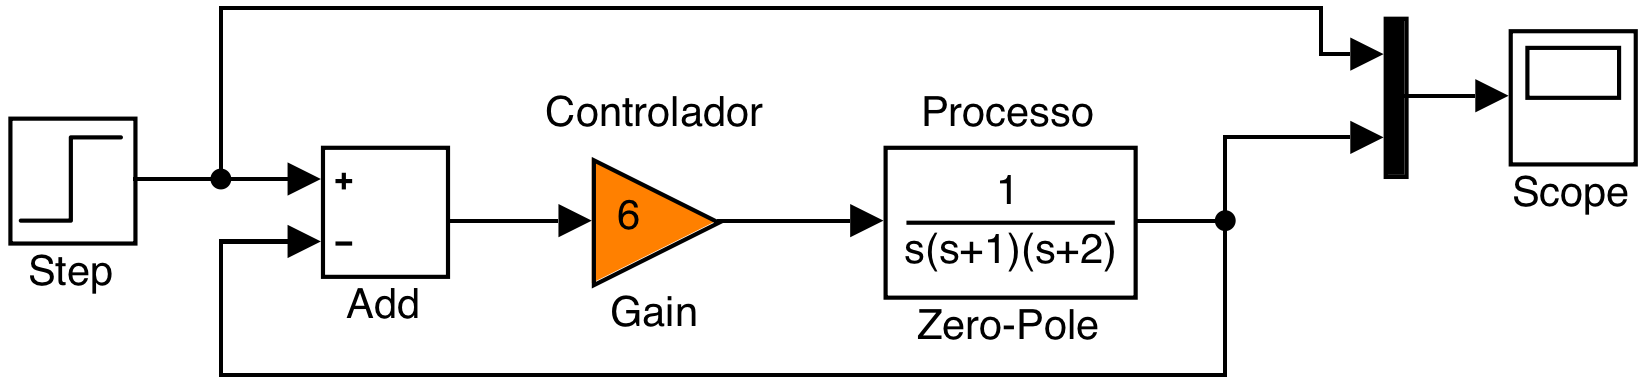 Controlador
Processo
Step
+
−
Add
6
Gain
1
s(s+1)(s+2)
Zero-Pole
Scope